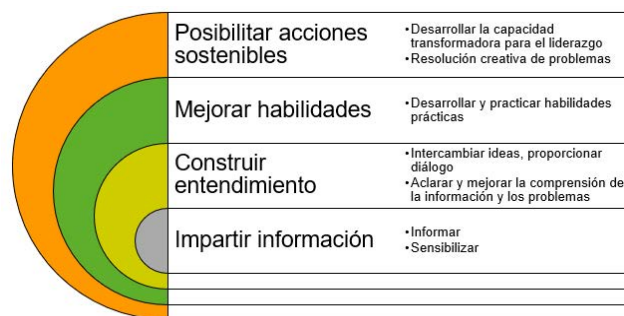 Posibilitar acciones
sostenibles
•Desarrollar la capacidad
transformadora para el liderazgo
•Resolución creativa de problemas
Mejorar habilidades
•Desarrollar y practicar habilidades
prácticas
Construir
entendimiento
•Intercambiar ideas, proporcionar
diálogo
•Aclarar y mejorar la comprensión de
la información y los problemas
Impartir información
•Informar
•Sensibilizar